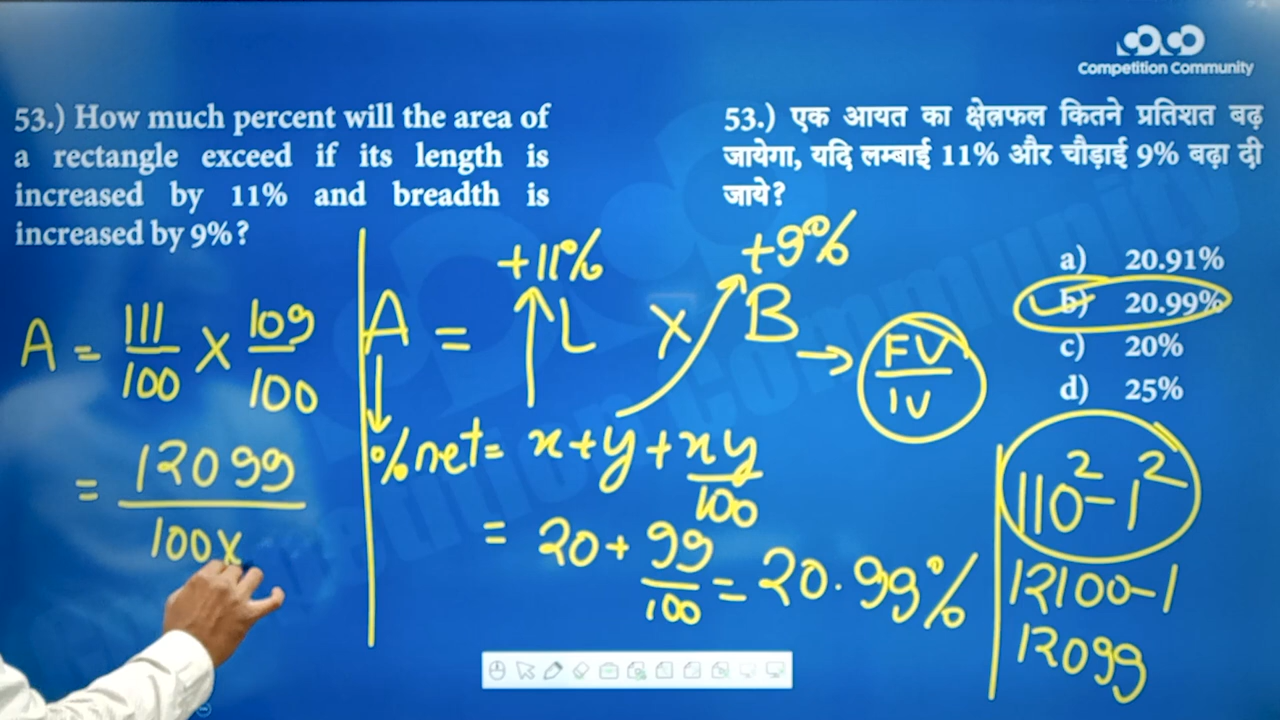 Competition Community
53.) How much percent will the area of
a rectangle exceed if its length is
increased by 11% and breadth is
increased by 9%?
53.) एक आयत का क्षेत्रफल कितने प्रतिशत बढ़
जायेगा, यदि लम्बाई 11% और चौड़ाई 9% बढ़ा दी
जाये?
a) 20.91%
b) 20.99%
c) 20%
d) 25%
A = 111/100 × 109/100
= 12099/100×
+11% +9%
A = L × B → FV/IV
% net = x+y+xy/100
= 20+99/100 = 20.99%
110²-1²
12100-1
12099